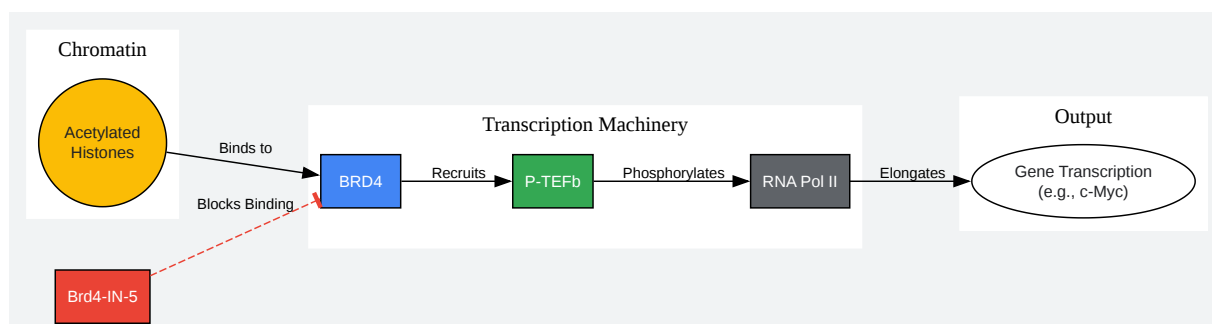 Chromatin
Acetylated
Histones
Binds to
Blocks Binding
Brd4-IN-5
Transcription Machinery
BRD4
Recruits
P-TEFb
Phosphorylates
RNA Pol II
Elongates
Output
Gene Transcription
(e.g., c-Myc)